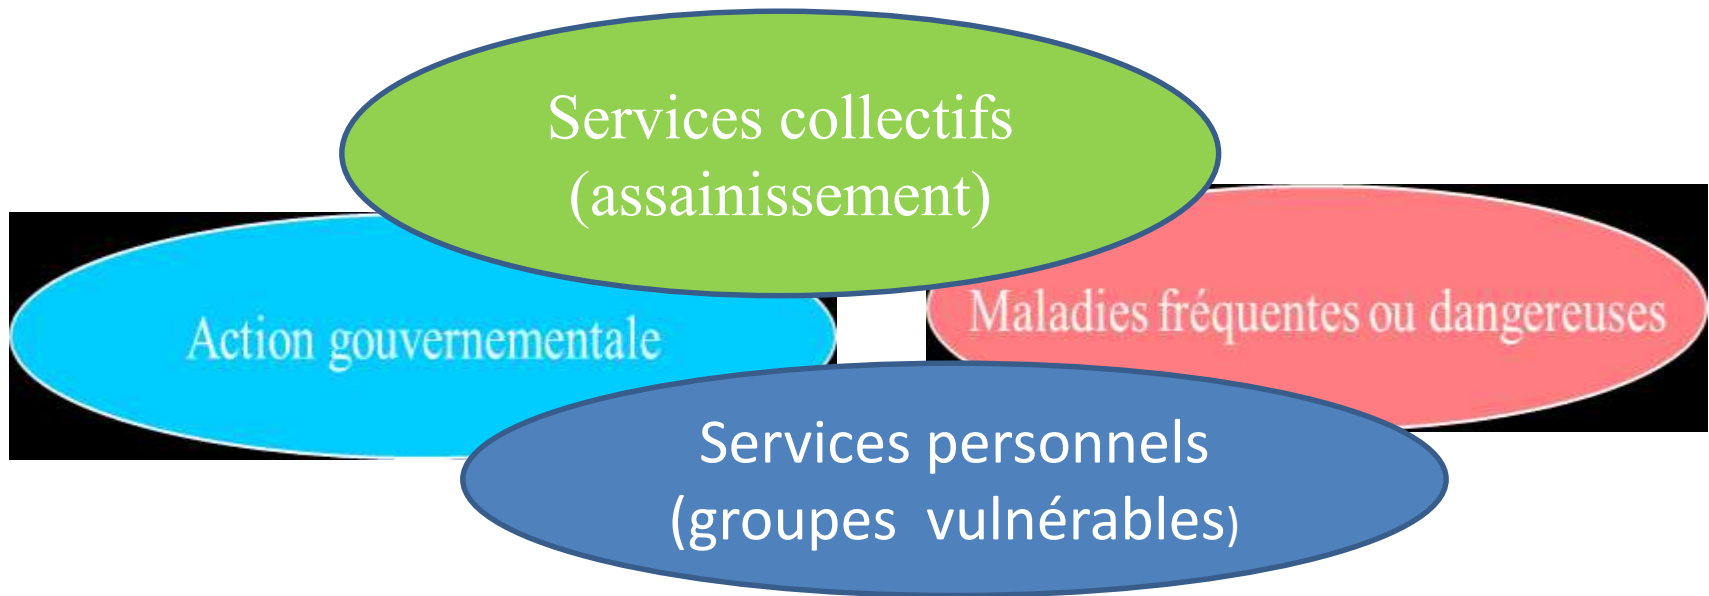 Services collectifs
(assainissement)
Action gouvernementale
Maladies fréquentes ou dangereuses
Services personnels
(groupes  vulnérables)